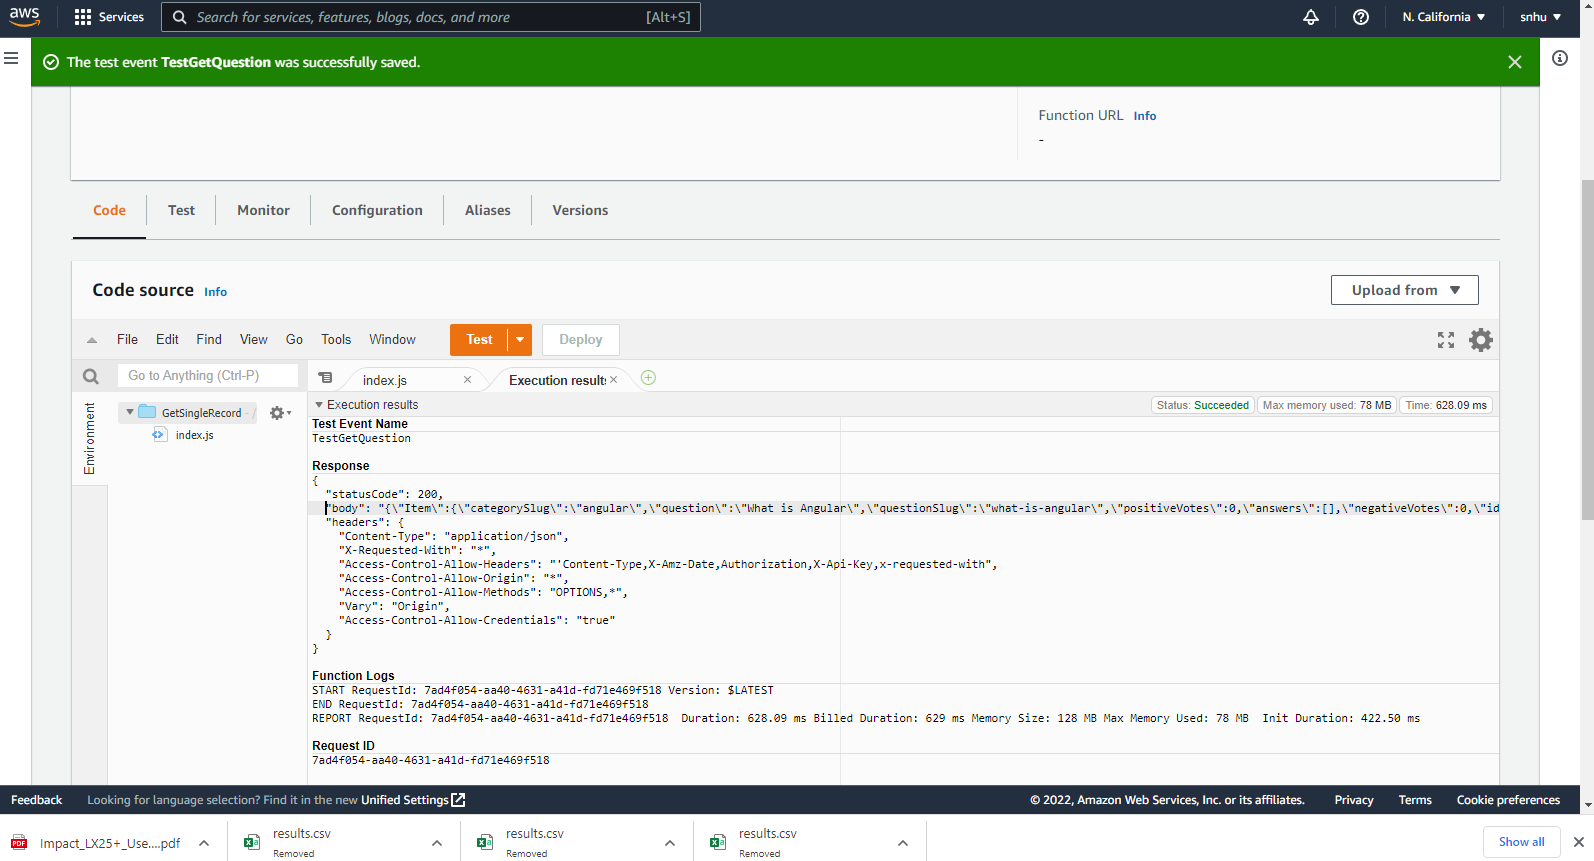 aws Services Search for services, features, blogs, docs, and more [Alt+S] N. California ▼ snhu ▼
The test event TestGetQuestion was successfully saved.
Function URL Info
-
Code Test Monitor Configuration Aliases Versions
Code source Info Upload from ▼
File Edit Find View Go Tools Window Test Deploy
Go to Anything (Ctrl-P) index.js × Execution results ×
Environment
GetSingleRecord - /
index.js
Execution results Status: Succeeded Max memory used: 78 MB Time: 628.09 ms
Test Event Name
TestGetQuestion
Response
{
"statusCode": 200,
"body": "{\"Item\":{\"categorySlug\":\"angular\",\"question\":\"What is Angular\",\"questionSlug\":\"what-is-angular\",\"positiveVotes\":0,\"answers\":[],\"negativeVotes\":0,\"id
"headers": {
"Content-Type": "application/json",
"X-Requested-With": "*",
"Access-Control-Allow-Headers": "'Content-Type,X-Amz-Date,Authorization,X-Api-Key,x-requested-with",
"Access-Control-Allow-Origin": "*",
"Access-Control-Allow-Methods": "OPTIONS,*",
"Vary": "Origin",
"Access-Control-Allow-Credentials": "true"
}
}
Function Logs
START RequestId: 7ad4f054-aa40-4631-a41d-fd71e469f518 Version: $LATEST
END RequestId: 7ad4f054-aa40-4631-a41d-fd71e469f518
REPORT RequestId: 7ad4f054-aa40-4631-a41d-fd71e469f518 Duration: 628.09 ms Billed Duration: 629 ms Memory Size: 128 MB Max Memory Used: 78 MB Init Duration: 422.50 ms
Request ID
7ad4f054-aa40-4631-a41d-fd71e469f518
Feedback Looking for language selection? Find it in the new Unified Settings © 2022, Amazon Web Services, Inc. or its affiliates. Privacy Terms Cookie preferences
PDF Impact_LX25+_Use....pdf results.csv results.csv results.csv Show all ×
Removed Removed Removed